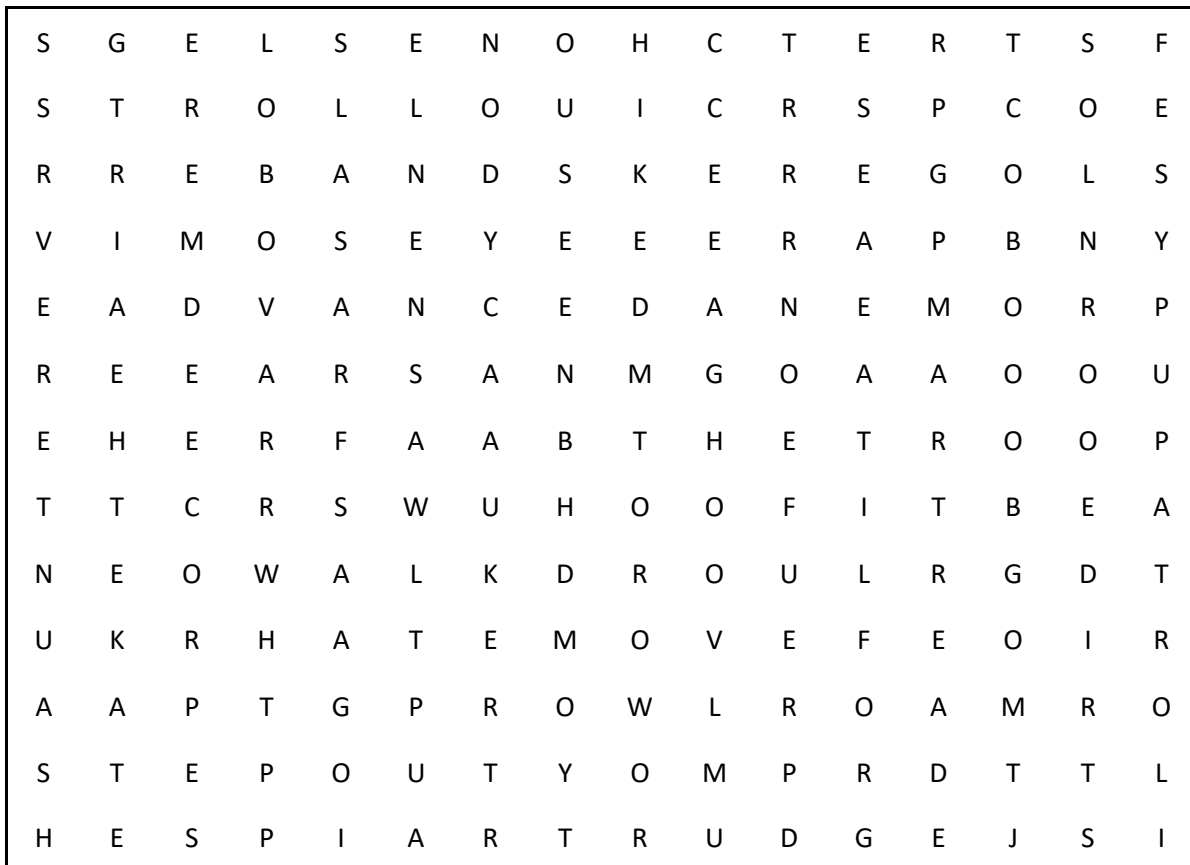 S G E L S E N O H C T E R T S F
S T R O L L O U I C R S P C O E
R R E B A N D S K E R E G O L S
V I M O S E Y E E E R A P B N Y
E A D V A N C E D A N E M O R P
R E E A R S A N M G O A A O O U
E H E R F A A B T H E T R O O P
T T C R S W U H O O F I T B E A
N E O W A L K D R O U L R G D T
U K R H A T E M O V E F E O I R
A A P T G P R O W L R O A M R O
S T E P O U T Y O M P R D T T L
H E S P I A R T R U D G E J S I